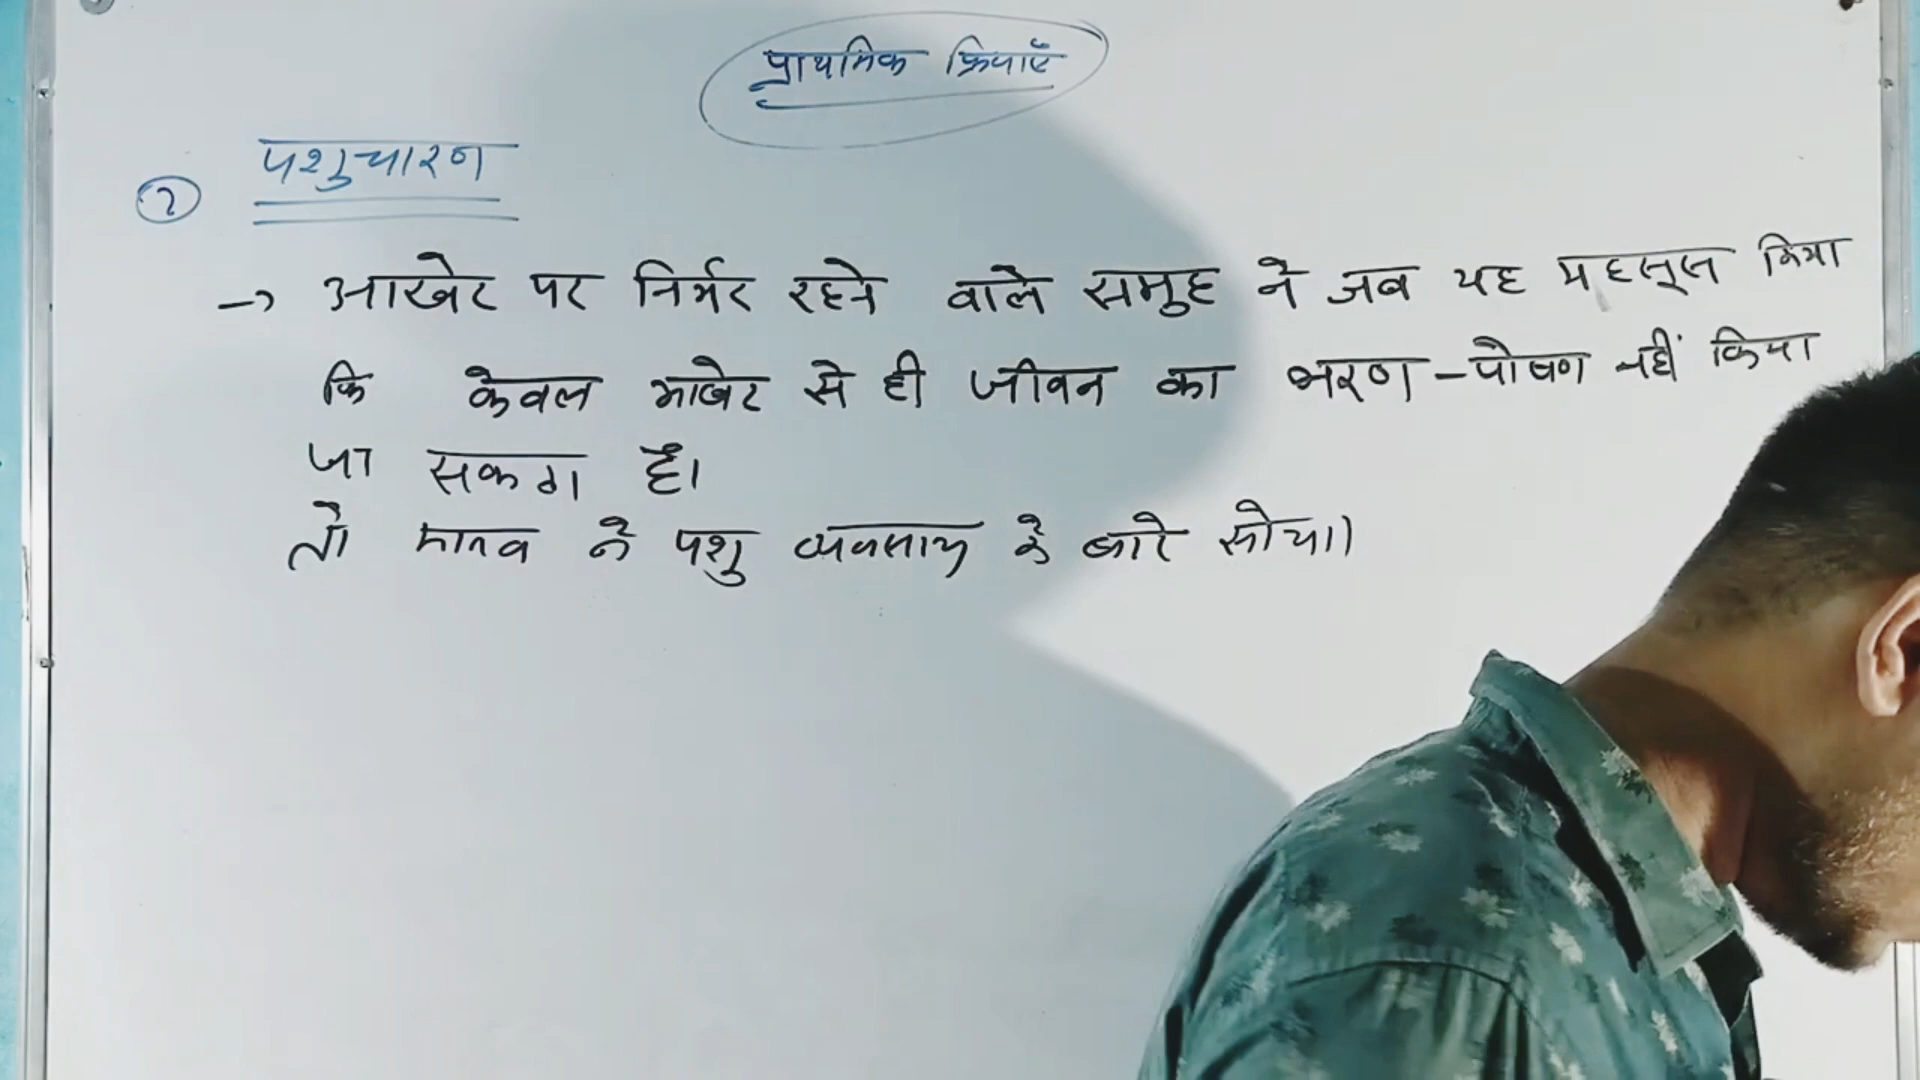 प्राथमिक क्रियाएँ
② पशुचारण
→ आखेट पर निर्भर रहने वाले समुह ने जब यह महसूस किया
कि केवल आखेट से ही जीवन का भरण-पोषण नहीं किया
जा सकता है।
तो मानव ने पशु व्यवसाय के बारे सोचा।